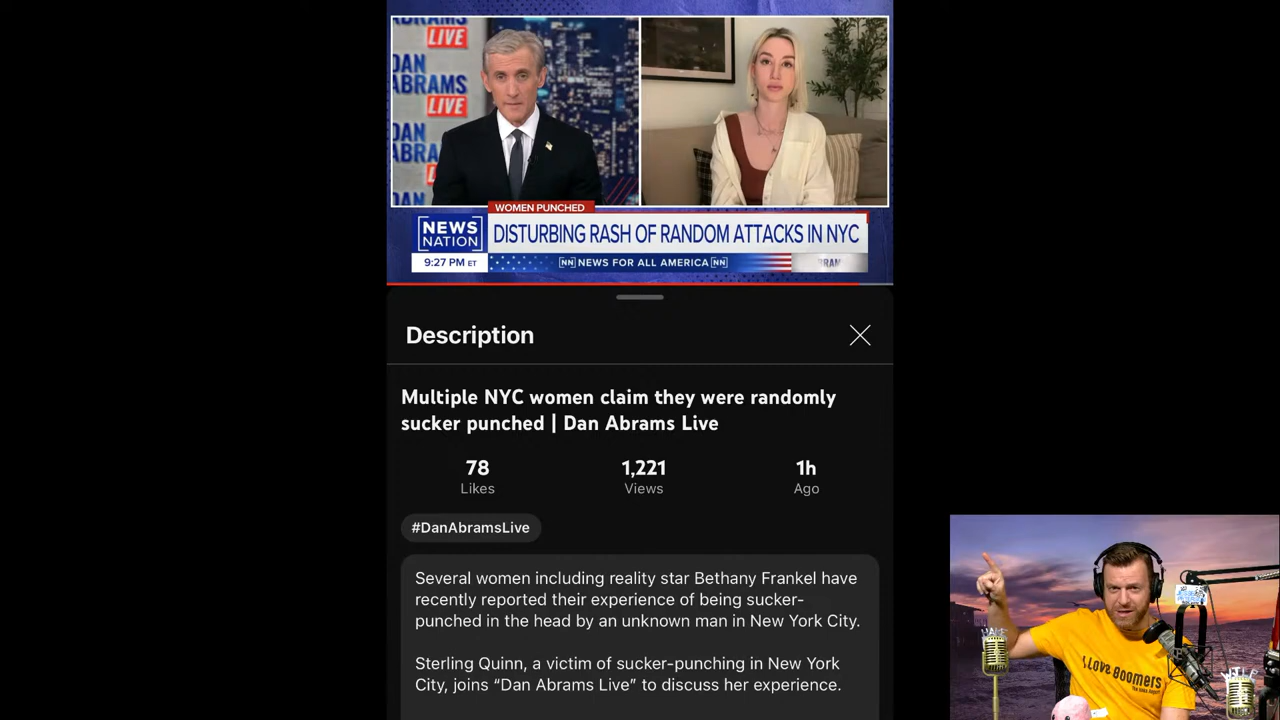 ABRAMS
LIVE
DAN
ABRAMS
LIVE
DAN
WOMEN PUNCHED
NEWS
NATION
DISTURBING RASH OF RANDOM ATTACKS IN NYC
9:27 PM ET
NN NEWS FOR ALL AMERICA NN
Description
Multiple NYC women claim they were randomly
sucker punched | Dan Abrams Live
78
1,221
1h
Likes
Views
Ago
#DanAbramsLive
Several women including reality star Bethany Frankel have
recently reported their experience of being sucker-
punched in the head by an unknown man in New York City.
Sterling Quinn, a victim of sucker-punching in New York
City, joins “Dan Abrams Live” to discuss her experience.
I Love Boomers